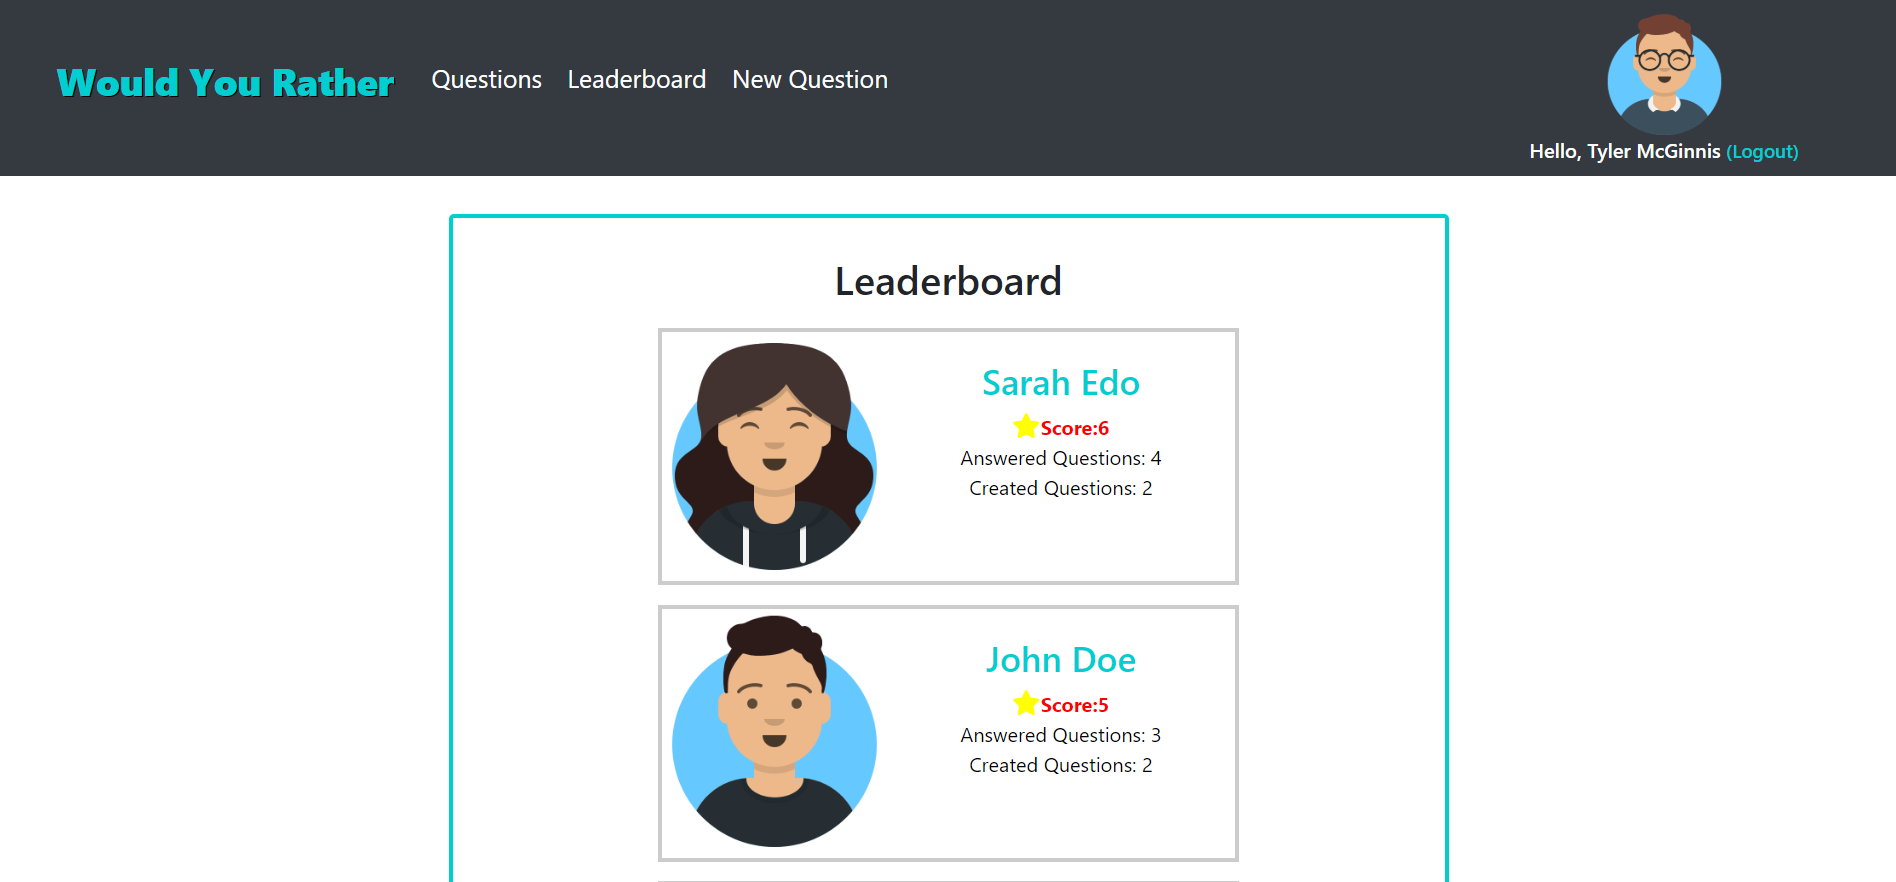 Would You Rather
Questions
Leaderboard
New Question
Hello, Tyler McGinnis (Logout)
Leaderboard
Sarah Edo
Score:6
Answered Questions: 4
Created Questions: 2
John Doe
Score:5
Answered Questions: 3
Created Questions: 2